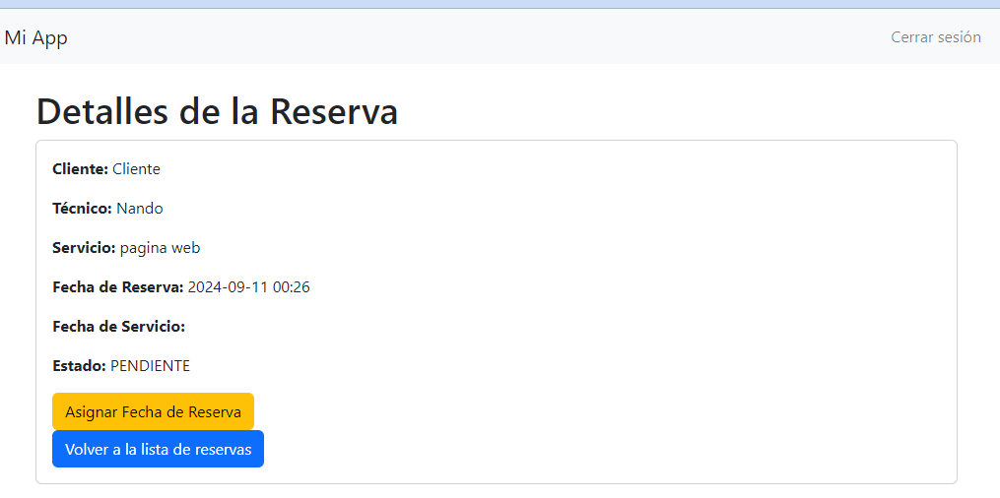 Mi App
Cerrar sesión
Detalles de la Reserva
Cliente: Cliente
Técnico: Nando
Servicio: pagina web
Fecha de Reserva: 2024-09-11 00:26
Fecha de Servicio:
Estado: PENDIENTE
Asignar Fecha de Reserva
Volver a la lista de reservas